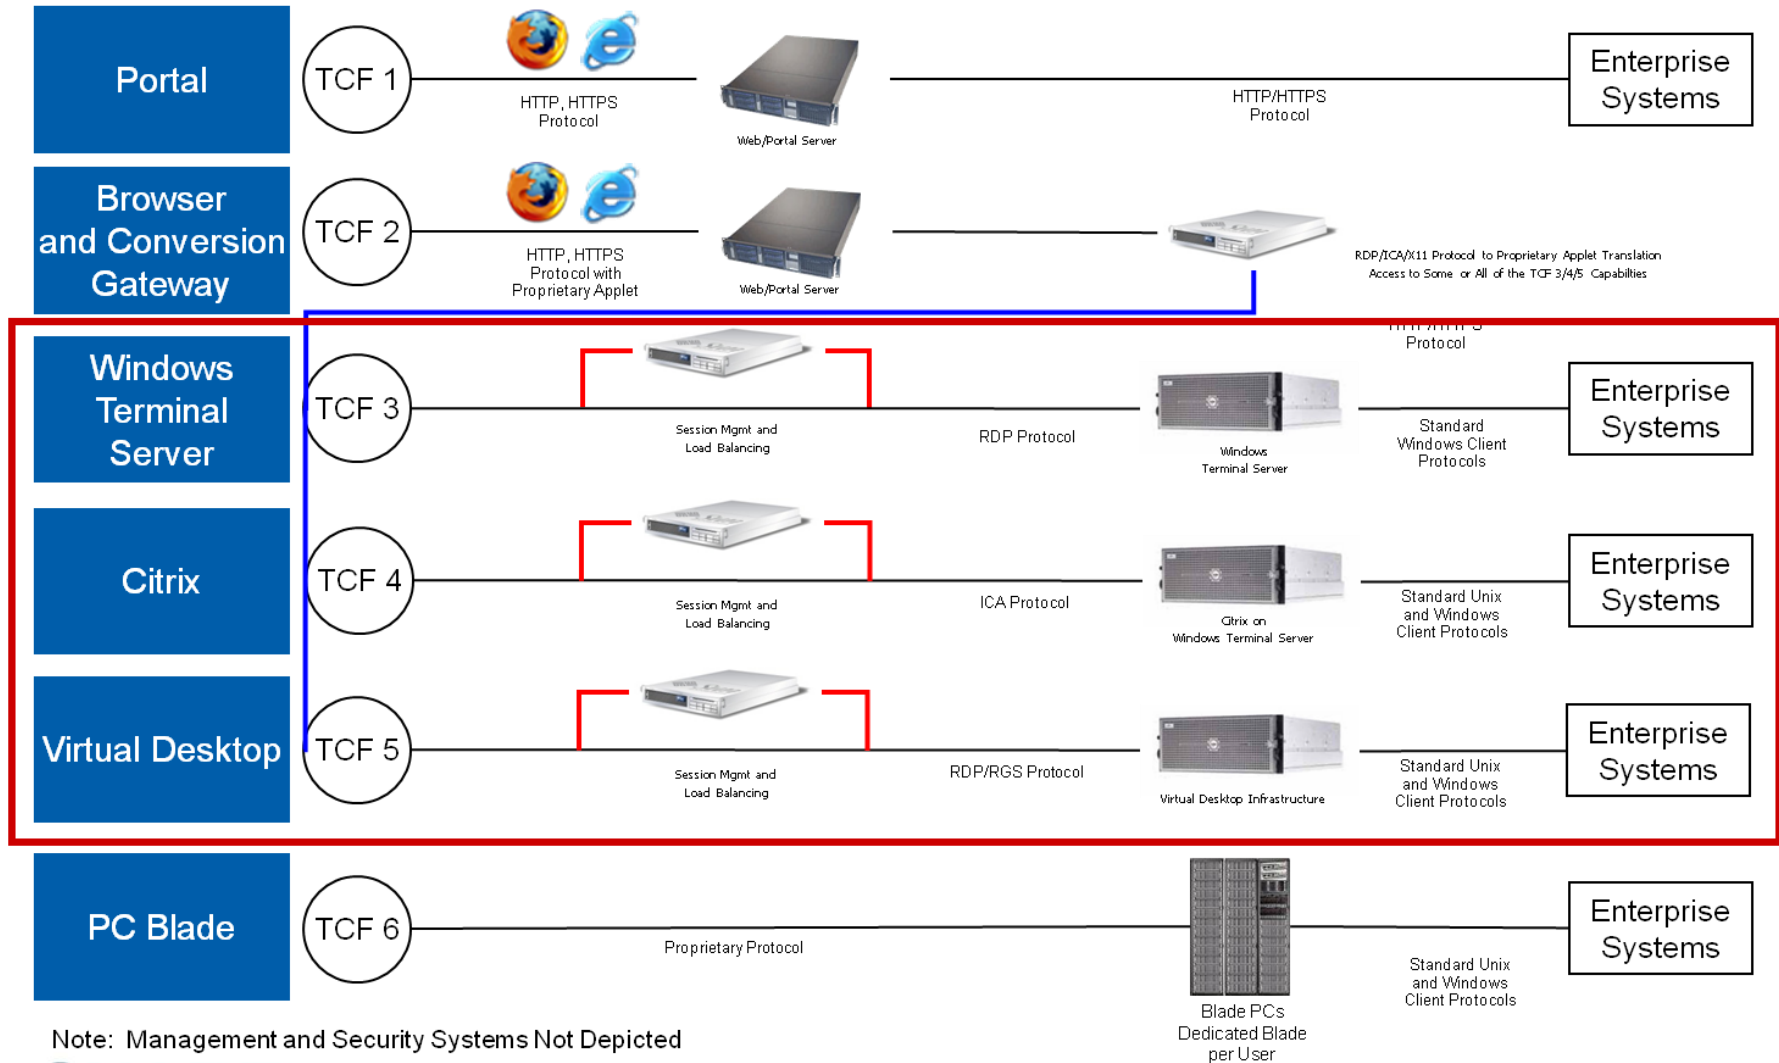 Portal
TCF 1
HTTP, HTTPS
Protocol
Web/Portal Server
HTTP/HTTPS
Protocol
Enterprise
Systems
Browser
and Conversion
Gateway
TCF 2
HTTP, HTTPS
Protocol with
Proprietary Applet
Web/Portal Server
RDP/ICA/X11 Protocol to Proprietary Applet Translation
Access to Some or All of the TCF 3/4/5 Capabilties
HTTP/HTTPS
Protocol
Windows
Terminal
Server
TCF 3
Session Mgmt and
Load Balancing
RDP Protocol
Windows
Terminal Server
Standard
Windows Client
Protocols
Enterprise
Systems
Citrix
TCF 4
Session Mgmt and
Load Balancing
ICA Protocol
Citrix on
Windows Terminal Server
Standard Unix
and Windows
Client Protocols
Enterprise
Systems
Virtual Desktop
TCF 5
Session Mgmt and
Load Balancing
RDP/RGS Protocol
Virtual Desktop Infrastructure
Standard Unix
and Windows
Client Protocols
Enterprise
Systems
PC Blade
TCF 6
Proprietary Protocol
Blade PCs
Dedicated Blade
per User
Standard Unix
and Windows
Client Protocols
Enterprise
Systems
Note: Management and Security Systems Not Depicted